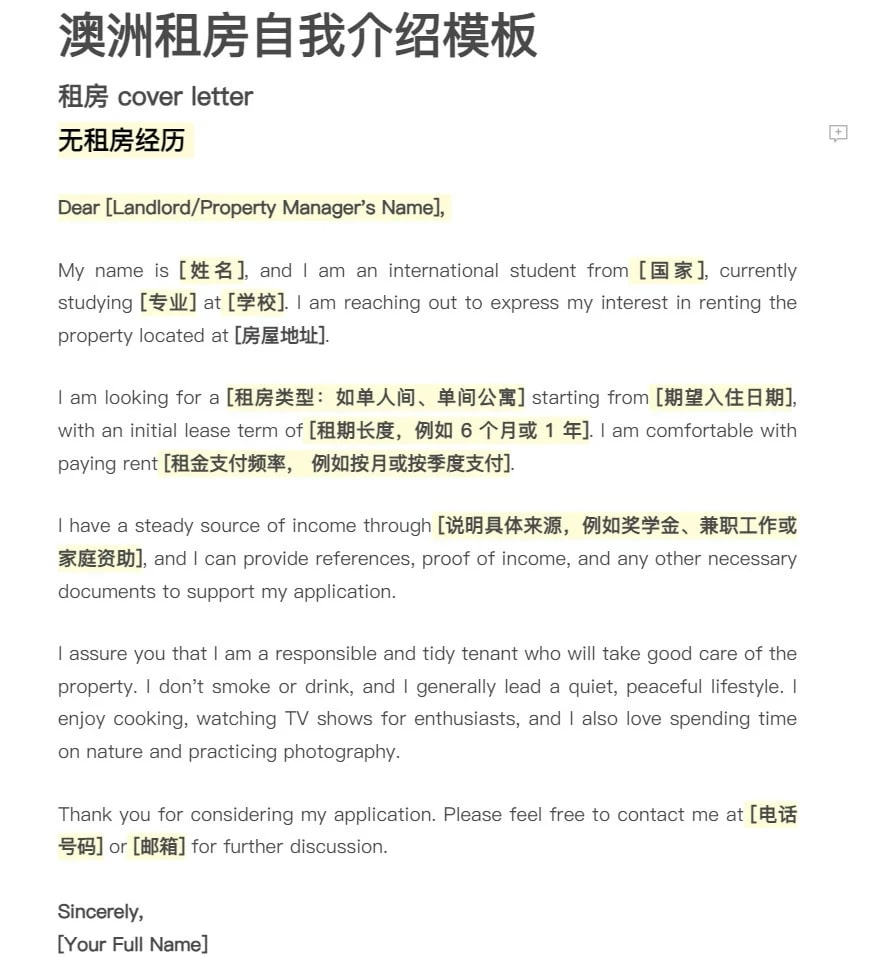 澳洲租房自我介绍模板
租房 cover letter
无租房经历
Dear [Landlord/Property Manager’s Name],
My name is [姓名], and I am an international student from [国家], currently
studying [专业] at [学校]. I am reaching out to express my interest in renting the
property located at [房屋地址].
I am looking for a [租房类型：如单人间、单间公寓] starting from [期望入住日期],
with an initial lease term of [租期长度，例如 6 个月或 1 年]. I am comfortable with
paying rent [租金支付频率， 例如按月或按季度支付].
I have a steady source of income through [说明具体来源，例如奖学金、兼职工作或
家庭资助], and I can provide references, proof of income, and any other necessary
documents to support my application.
I assure you that I am a responsible and tidy tenant who will take good care of the
property. I don’t smoke or drink, and I generally lead a quiet, peaceful lifestyle. I
enjoy cooking, watching TV shows for enthusiasts, and I also love spending time
on nature and practicing photography.
Thank you for considering my application. Please feel free to contact me at [电话
号码] or [邮箱] for further discussion.
Sincerely,
[Your Full Name]